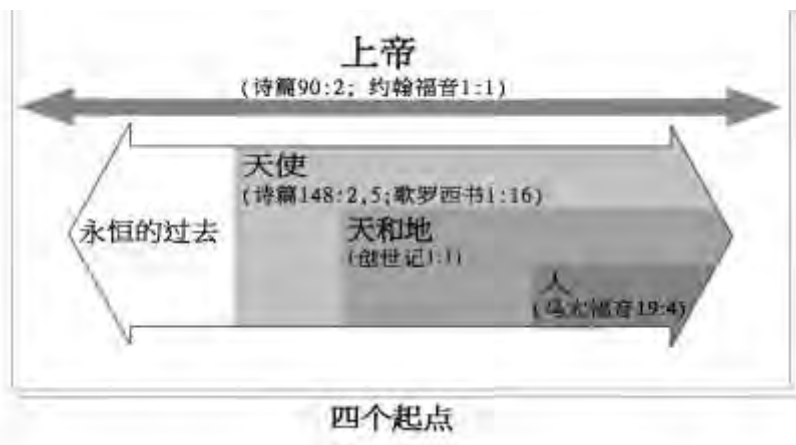 上帝
(诗篇90:2; 约翰福音1:1)
天使
(诗篇148:2,5;歌罗西书1:16)
永恒的过去
天和地
(创世记1:1)
人
(马太福音19:4)
四个起点